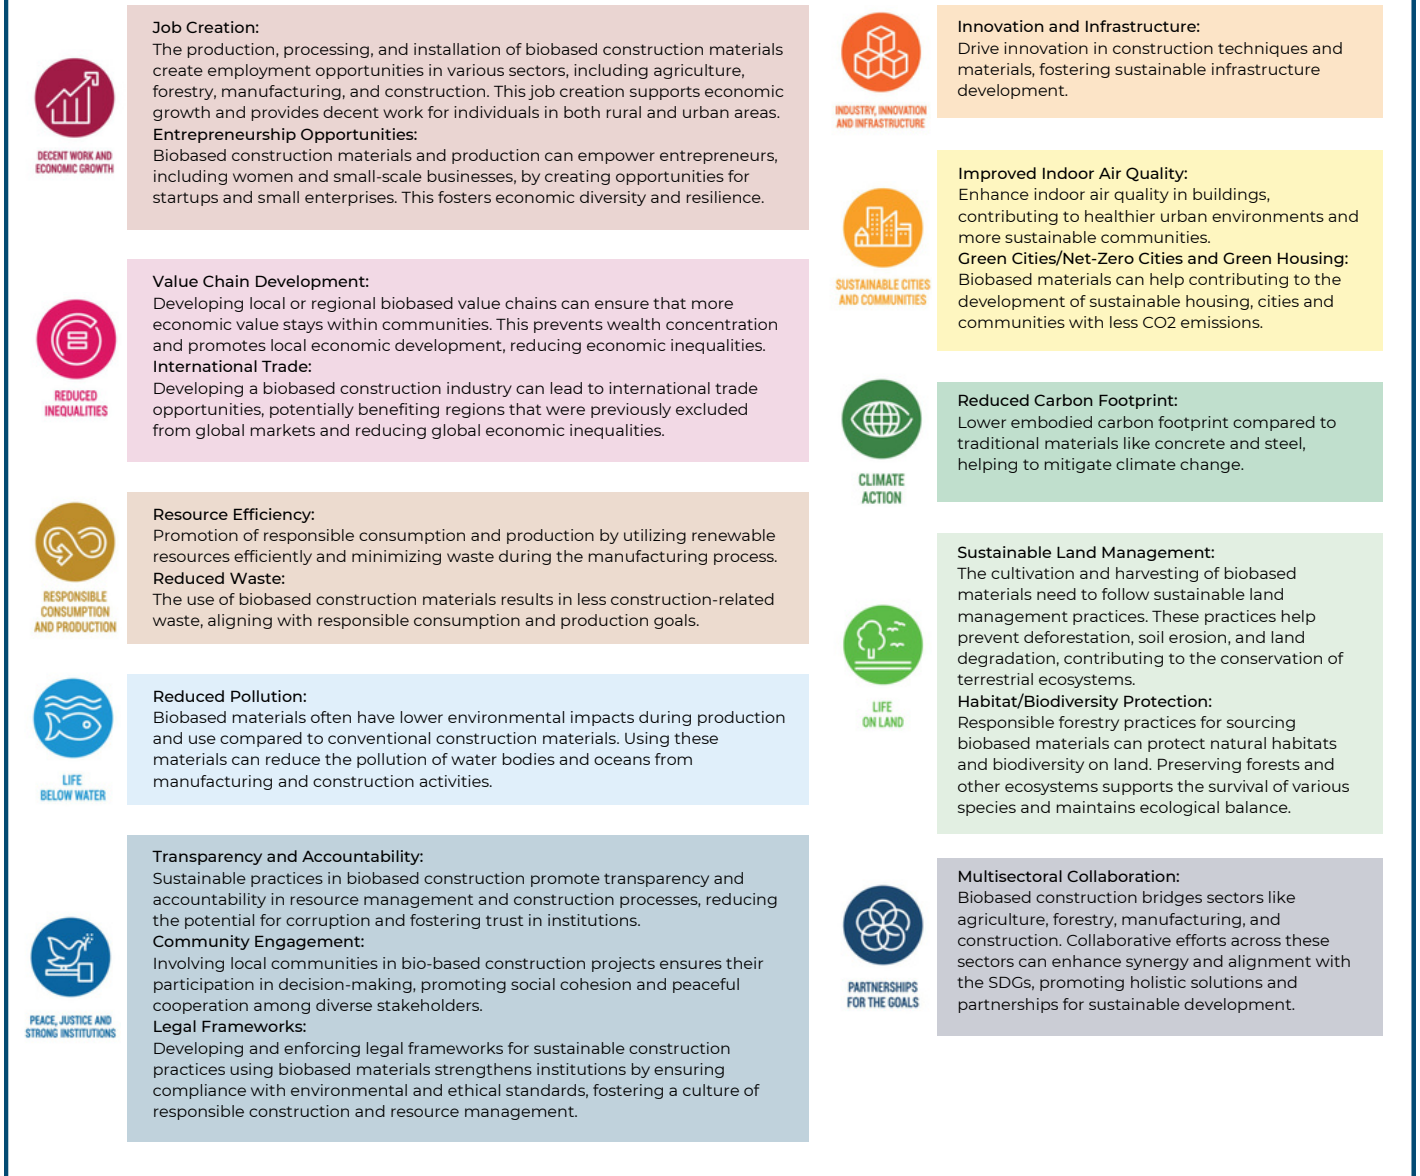 DECENT WORK AND
ECONOMIC GROWTH
Job Creation:
The production, processing, and installation of biobased construction materials
create employment opportunities in various sectors, including agriculture,
forestry, manufacturing, and construction. This job creation supports economic
growth and provides decent work for individuals in both rural and urban areas.
Entrepreneurship Opportunities:
Biobased construction materials and production can empower entrepreneurs,
including women and small-scale businesses, by creating opportunities for
startups and small enterprises. This fosters economic diversity and resilience.
REDUCED
INEQUALITIES
Value Chain Development:
Developing local or regional biobased value chains can ensure that more
economic value stays within communities. This prevents wealth concentration
and promotes local economic development, reducing economic inequalities.
International Trade:
Developing a biobased construction industry can lead to international trade
opportunities, potentially benefiting regions that were previously excluded
from global markets and reducing global economic inequalities.
RESPONSIBLE
CONSUMPTION
AND PRODUCTION
Resource Efficiency:
Promotion of responsible consumption and production by utilizing renewable
resources efficiently and minimizing waste during the manufacturing process.
Reduced Waste:
The use of biobased construction materials results in less construction-related
waste, aligning with responsible consumption and production goals.
LIFE
BELOW WATER
Reduced Pollution:
Biobased materials often have lower environmental impacts during production
and use compared to conventional construction materials. Using these
materials can reduce the pollution of water bodies and oceans from
manufacturing and construction activities.
PEACE, JUSTICE AND
STRONG INSTITUTIONS
Transparency and Accountability:
Sustainable practices in biobased construction promote transparency and
accountability in resource management and construction processes, reducing
the potential for corruption and fostering trust in institutions.
Community Engagement:
Involving local communities in bio-based construction projects ensures their
participation in decision-making, promoting social cohesion and peaceful
cooperation among diverse stakeholders.
Legal Frameworks:
Developing and enforcing legal frameworks for sustainable construction
practices using biobased materials strengthens institutions by ensuring
compliance with environmental and ethical standards, fostering a culture of
responsible construction and resource management.
INDUSTRY, INNOVATION
AND INFRASTRUCTURE
Innovation and Infrastructure:
Drive innovation in construction techniques and
materials, fostering sustainable infrastructure
development.
SUSTAINABLE CITIES
AND COMMUNITIES
Improved Indoor Air Quality:
Enhance indoor air quality in buildings,
contributing to healthier urban environments and
more sustainable communities.
Green Cities/Net-Zero Cities and Green Housing:
Biobased materials can help contributing to the
development of sustainable housing, cities and
communities with less CO2 emissions.
CLIMATE
ACTION
Reduced Carbon Footprint:
Lower embodied carbon footprint compared to
traditional materials like concrete and steel,
helping to mitigate climate change.
LIFE
ON LAND
Sustainable Land Management:
The cultivation and harvesting of biobased
materials need to follow sustainable land
management practices. These practices help
prevent deforestation, soil erosion, and land
degradation, contributing to the conservation of
terrestrial ecosystems.
Habitat/Biodiversity Protection:
Responsible forestry practices for sourcing
biobased materials can protect natural habitats
and biodiversity on land. Preserving forests and
other ecosystems supports the survival of various
species and maintains ecological balance.
PARTNERSHIPS
FOR THE GOALS
Multisectoral Collaboration:
Biobased construction bridges sectors like
agriculture, forestry, manufacturing, and
construction. Collaborative efforts across these
sectors can enhance synergy and alignment with
the SDGs, promoting holistic solutions and
partnerships for sustainable development.